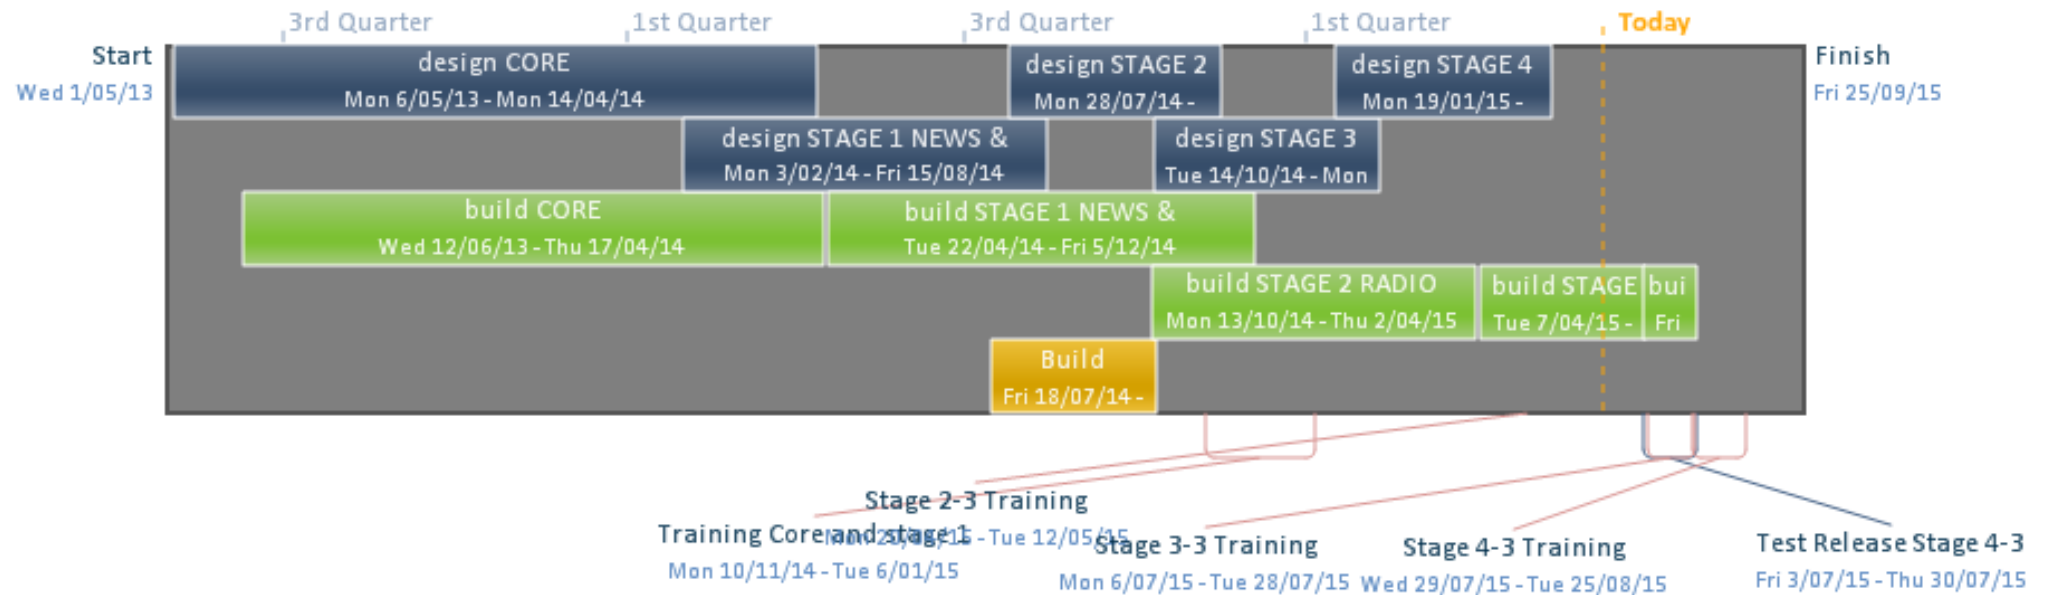 3rd Quarter 1st Quarter 3rd Quarter 1st Quarter Today
Start
Wed 1/05/13
Finish
Fri 25/09/15
design CORE
Mon 6/05/13 - Mon 14/04/14
design STAGE 2
Mon 28/07/14 -
design STAGE 4
Mon 19/01/15 -
design STAGE 1 NEWS &
Mon 3/02/14 - Fri 15/08/14
design STAGE 3
Tue 14/10/14 - Mon
build CORE
Wed 12/06/13 - Thu 17/04/14
build STAGE 1 NEWS &
Tue 22/04/14 - Fri 5/12/14
build STAGE 2 RADIO
Mon 13/10/14 - Thu 2/04/15
build STAGE
Tue 7/04/15 -
bui
Fri
Build
Fri 18/07/14 -
Stage 2-3 Training
Mon - Tue 12/05/15
Training Core and stage 1
Mon 10/11/14 - Tue 6/01/15
Stage 3-3 Training
Mon 6/07/15 - Tue 28/07/15
Stage 4-3 Training
Wed 29/07/15 - Tue 25/08/15
Test Release Stage 4-3
Fri 3/07/15 - Thu 30/07/15